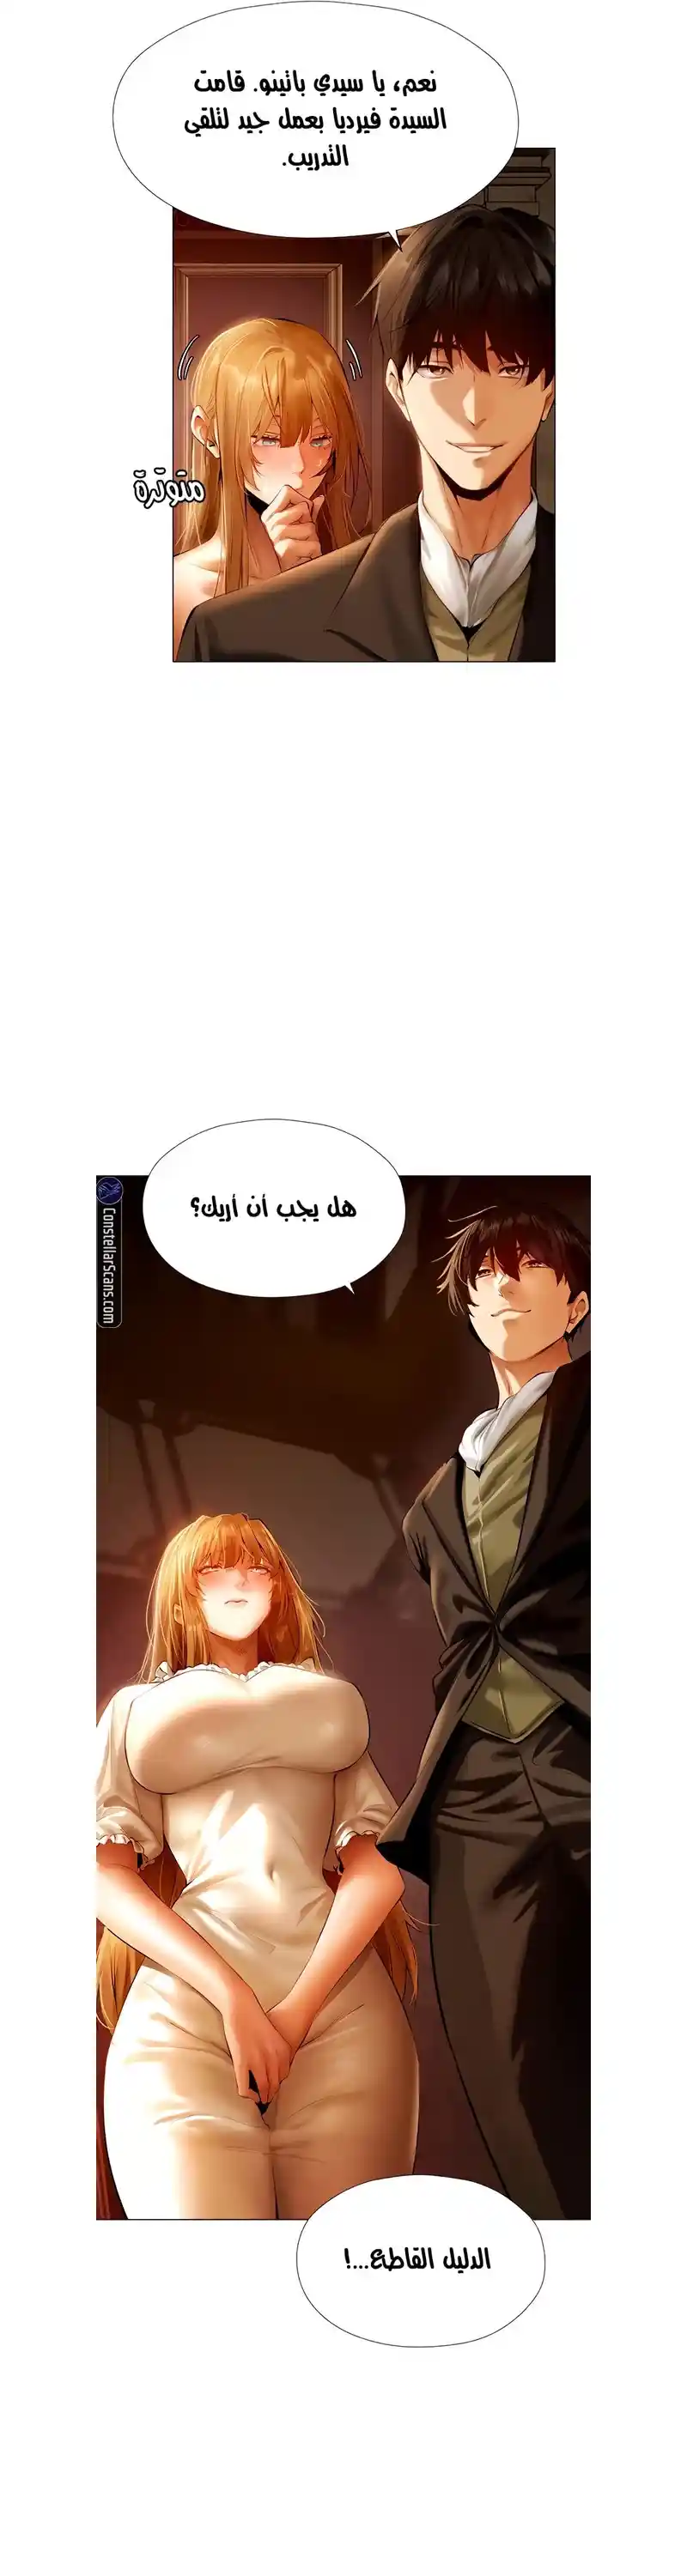 نعم، يا سيدي باتينو. قامت
السيدة فيرديا بعمل جيد لتلقي
التدريب.
متوترة
هل يجب أن أريك؟
ConstellarScans.com
الدليل القاطع...!